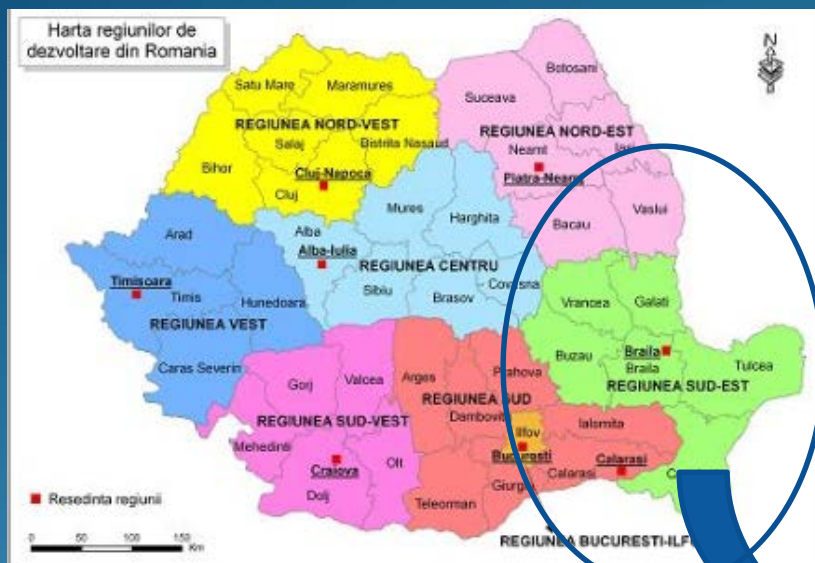 Harta regiunilor de
dezvoltare din Romania
N
Satu Mare
Maramures
REGIUNEA NORD-VEST
Salaj
Bistrita Nasaud
Bihor
Cluj-Napoca
Cluj
Botosani
Suceava
REGIUNEA NORD-EST
Iasi
Neamt
Piatra-Neamt
Bacau
Vaslui
Mures
Harghita
Alba
Alba-Iulia
REGIUNEA CENTRU
Sibiu
Brasov
Covasna
Arad
Timisoara
Timis
Hunedoara
REGIUNEA VEST
Caras Severin
Vrancea
Galati
Buzau
Braila
Braila
Tulcea
REGIUNEA SUD-EST
Gorj
Valcea
REGIUNEA SUD-VEST
Mehedinti
Craiova
Olt
Dolj
Arges
Prahova
REGIUNEA SUD
Dambovit
Ilfov
Ialomita
Bucuresti
Calarasi
Calarasi
Giurgiu
Teleorman
C
REGIUNEA BUCURESTI-ILF
Resedinta regiunii
0 50 100 150
Km